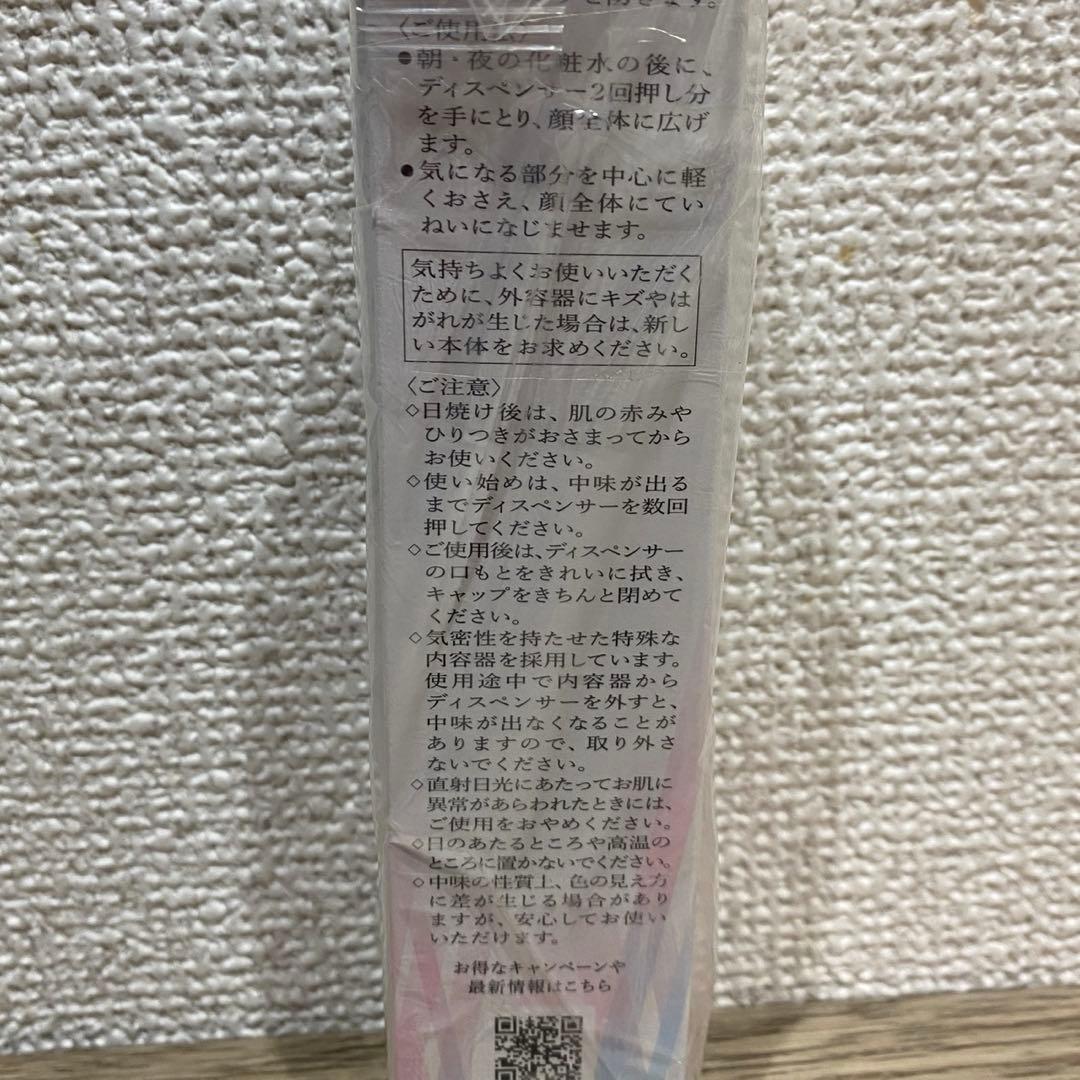 を防ぎます。
〈ご使用法〉
●朝・夜の化粧水の後に、
ディスペンサー2回押し分
を手にとり、顔全体に広げ
ます。
●気になる部分を中心に軽
くおさえ、顔全体にてい
ねいになじませます。
気持ちよくお使いいただく
ために、外容器にキズやは
がれが生じた場合は、新し
い本体をお求めください。
〈ご注意〉
◇日焼け後は、肌の赤みや
ひりつきがおさまってから
お使いください。
◇使い始めは、中味が出る
までディスペンサーを数回
押してください。
◇ご使用後は、ディスペンサー
の口もとをきれいに拭き、
キャップをきちんと閉めて
ください。
◇気密性を持たせた特殊な
内容器を採用しています。
使用途中で内容器から
ディスペンサーを外すと、
中味が出なくなることが
ありますので、取り外さ
ないでください。
◇直射日光にあたってお肌に
異常があらわれたときには、
ご使用をおやめください。
◇日のあたるところや高温の
ところに置かないでください。
◇中味の性質上、色の見え方
に差が生じる場合があり
ますが、安心してお使い
いただけます。
お得なキャンペーンや
最新情報はこちら